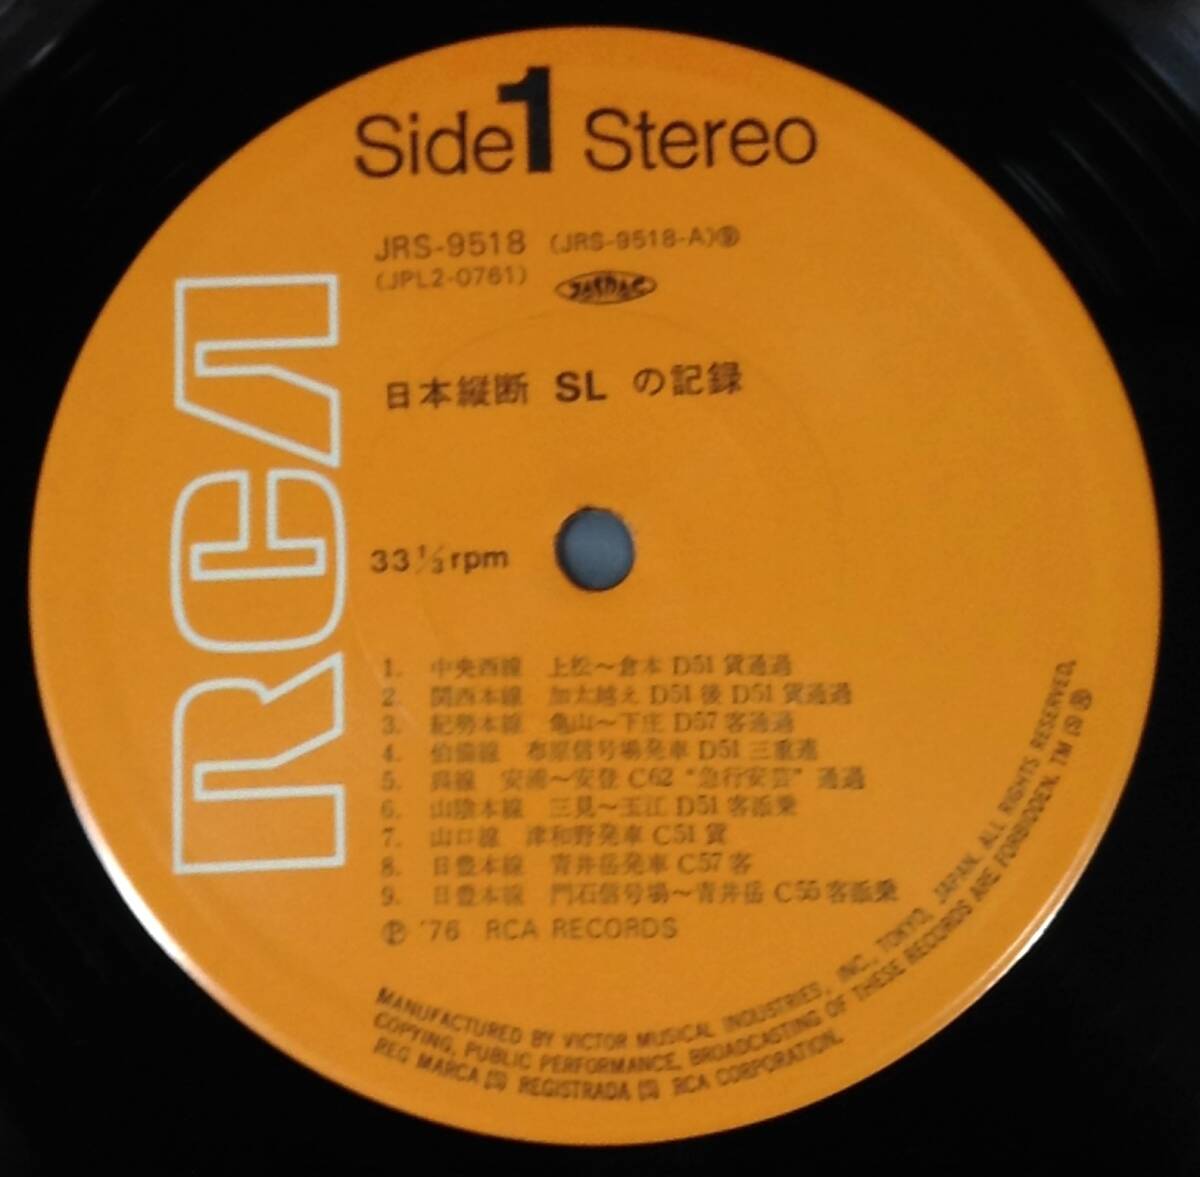 Side 1 Stereo
JRS-9518 (JRS-9518-A)Ⓟ
(JPL2-0761)
JASRAC
日本縦断 SL の記録
RCA
33 1/3 rpm
1. 中央西線 上松〜倉本 D51 貨通過
2. 関西本線 加太越え D51 後 D51 貨通過
3. 紀勢本線 亀山〜下庄 D57 客通過
4. 伯備線 布原信号場発車 D51 三重連
5. 呉線 安浦〜安登 C62 "急行安芸" 通過
6. 山陰本線 三見〜玉江 D51 客添乗
7. 山口線 津和野発車 C51 貨
8. 日豊本線 青井岳発車 C57 客
9. 日豊本線 門石信号場〜青井岳 C55 客添乗
Ⓟ '76 RCA RECORDS
MANUFACTURED BY VICTOR MUSICAL INDUSTRIES, INC., TOKYO, JAPAN. ALL RIGHTS RESERVED,
COPYING, PUBLIC PERFORMANCE, BROADCASTING OF THESE RECORDS ARE FORBIDDEN. TM
REG MARCA REGISTRADA RCA CORPORATION.